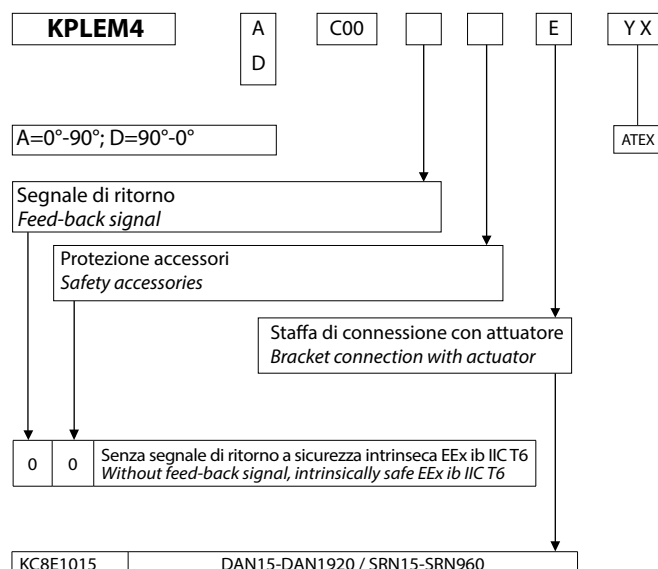 KPLEM4 A C00 E Y X
D
A=0°-90°; D=90°-0°
ATEX
Segnale di ritorno
Feed-back signal
Protezione accessori
Safety accessories
Staffa di connessione con attuatore
Bracket connection with actuator
0 0 Senza segnale di ritorno a sicurezza intrinseca EEx ib IIC T6
Without feed-back signal, intrinsically safe EEx ib IIC T6
KC8E1015 DAN15-DAN1920 / SRN15-SRN960